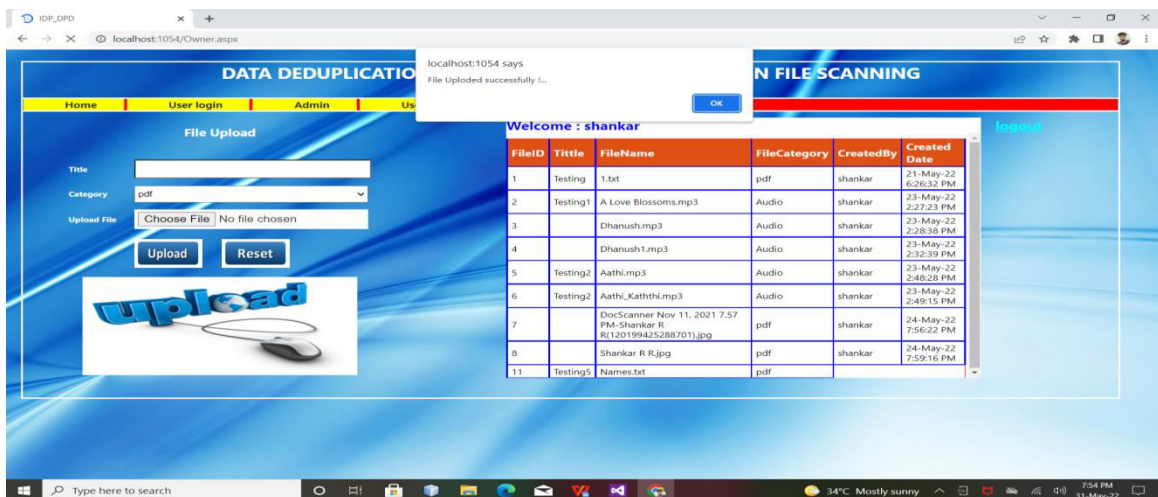 IDP_DPD
localhost:1054/Owner.aspx
localhost:1054 says
File Uploded successfully !...
OK
DATA DEDUPLICATIO
N FILE SCANNING
Home User login Admin Us
File Upload
Title
Category pdf
Upload File Choose File No file chosen
Upload Reset
upload
Welcome : shankar
logout
FileID Tittle FileName FileCategory CreatedBy Created Date
1 Testing 1.txt pdf shankar 21-May-22 6:26:32 PM
2 Testing1 A Love Blossoms.mp3 Audio shankar 23-May-22 2:27:23 PM
3 Dhanush.mp3 Audio shankar 23-May-22 2:28:38 PM
4 Dhanush1.mp3 Audio shankar 23-May-22 2:32:39 PM
5 Testing2 Aathi.mp3 Audio shankar 23-May-22 2:48:28 PM
6 Testing2 Aathi_Kaththi.mp3 Audio shankar 23-May-22 2:49:15 PM
7 DocScanner Nov 11, 2021 7.57 PM-Shankar R R(120199425288701).jpg pdf shankar 24-May-22 7:56:22 PM
8 Shankar R R.jpg pdf shankar 24-May-22 7:59:16 PM
11 Testing5 Names.txt pdf
Type here to search
34°C Mostly sunny
7:54 PM
31-May-22